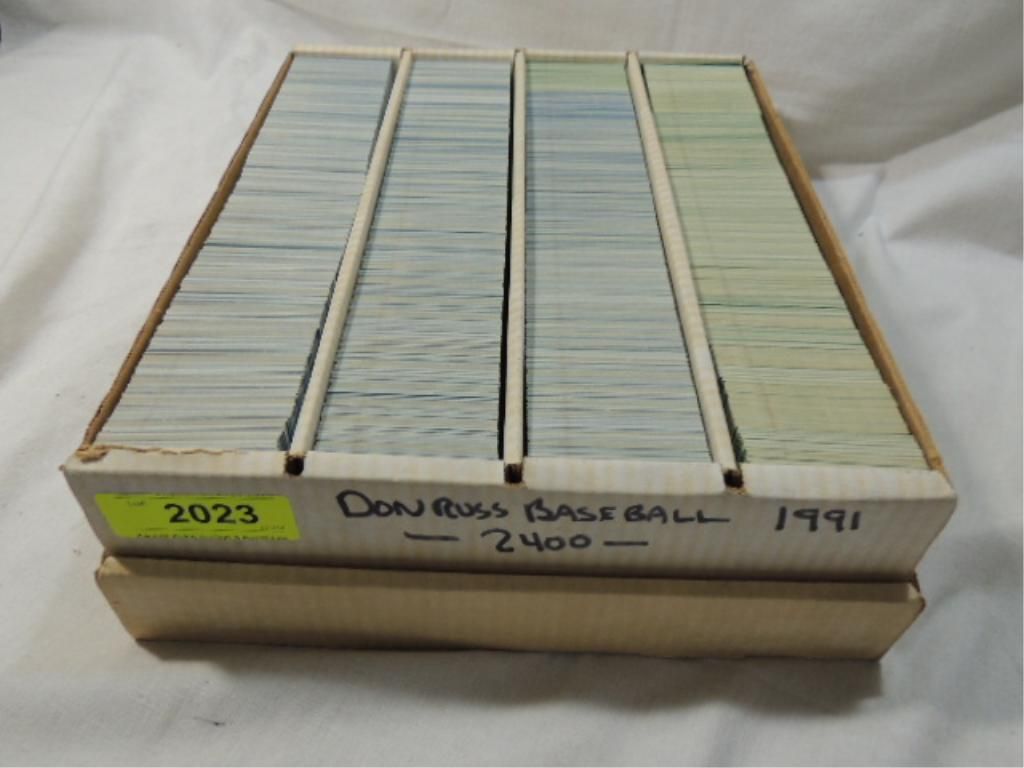 2023
DONRUSS BASEBALL 1991
— 2400 —